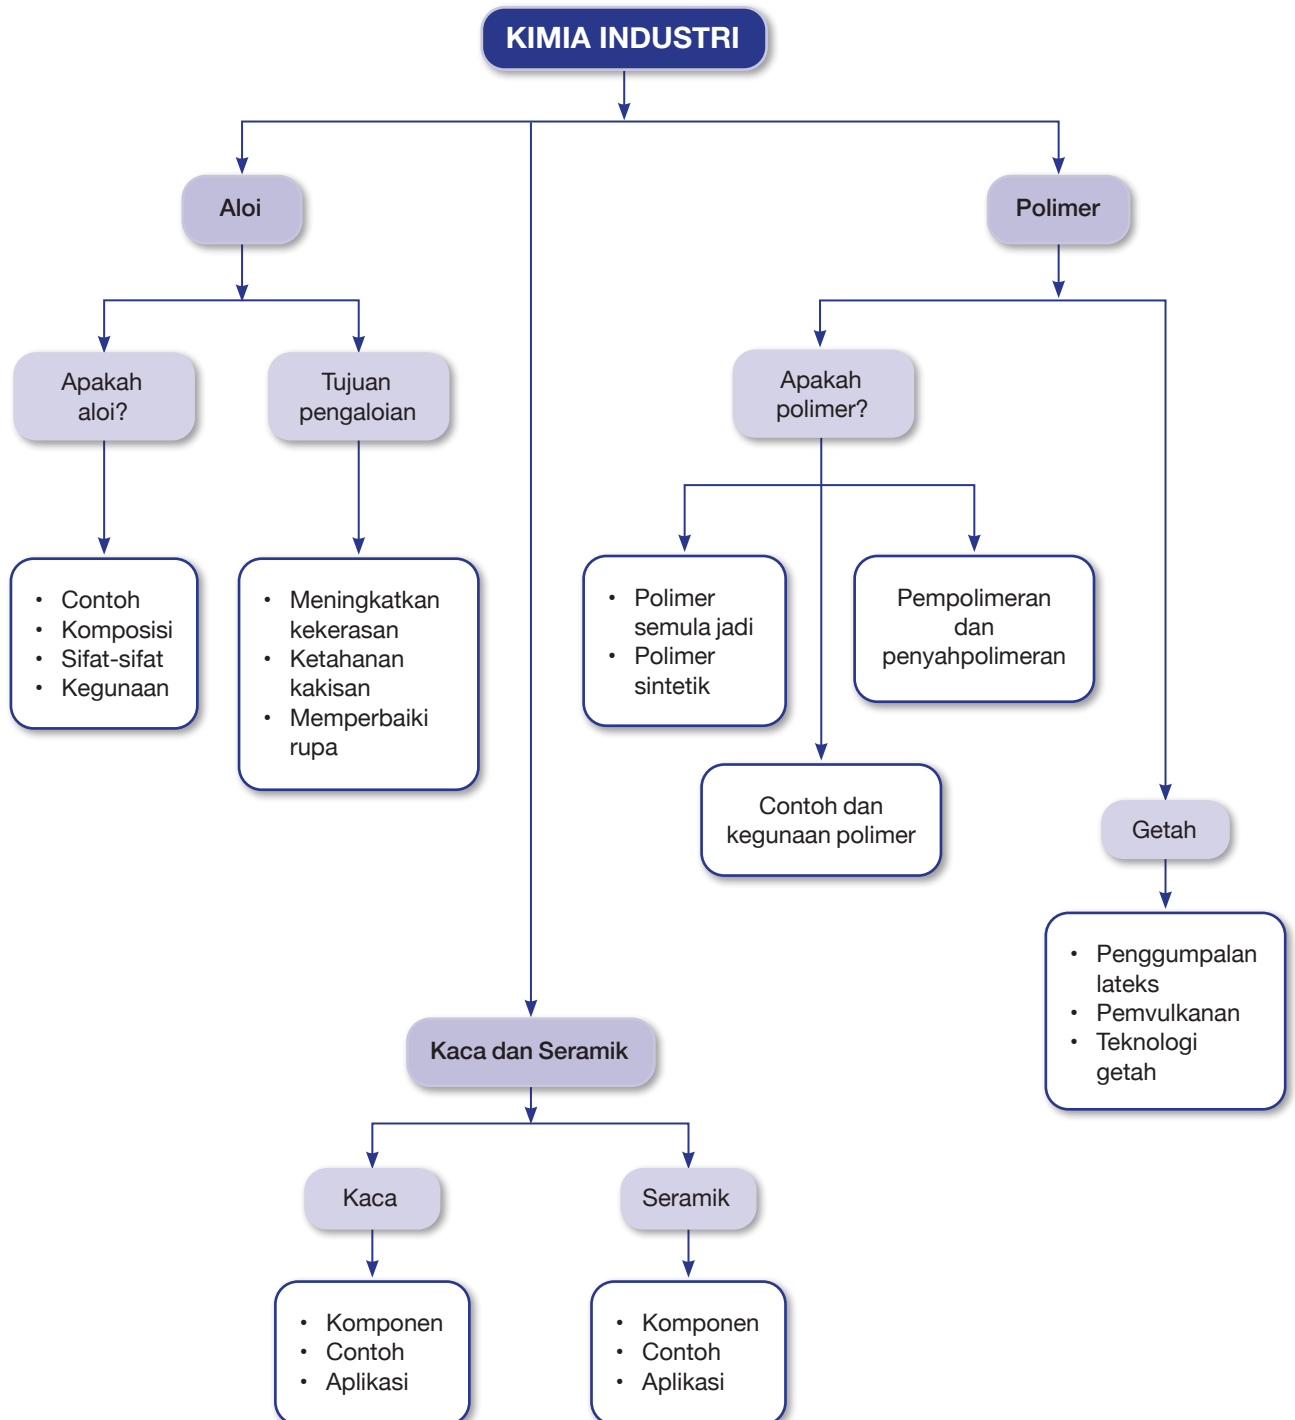 KIMIA INDUSTRI
Aloi
Polimer
Apakah
aloi?
Tujuan
pengaloian
Apakah
polimer?
• Contoh
• Komposisi
• Sifat-sifat
• Kegunaan
• Meningkatkan
kekerasan
• Ketahanan
kakisan
• Memperbaiki
rupa
• Polimer
semula jadi
• Polimer
sintetik
Pempolimeran
dan
penyahpolimeran
Contoh dan
kegunaan polimer
Getah
• Penggumpalan
lateks
• Pemvulkanan
• Teknologi
getah
Kaca dan Seramik
Kaca
Seramik
• Komponen
• Contoh
• Aplikasi
• Komponen
• Contoh
• Aplikasi